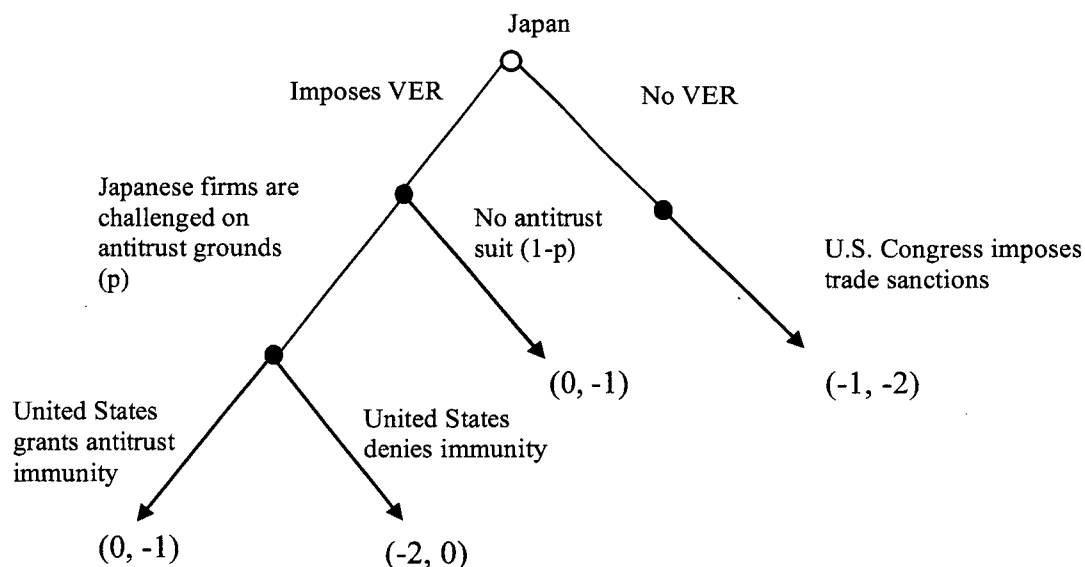 Japan
Imposes VER
No VER
Japanese firms are
challenged on
antitrust grounds
(p)
No antitrust
suit (1-p)
U.S. Congress imposes
trade sanctions
(0, -1)
(-1, -2)
United States
grants antitrust
immunity
United States
denies immunity
(0, -1)
(-2, 0)